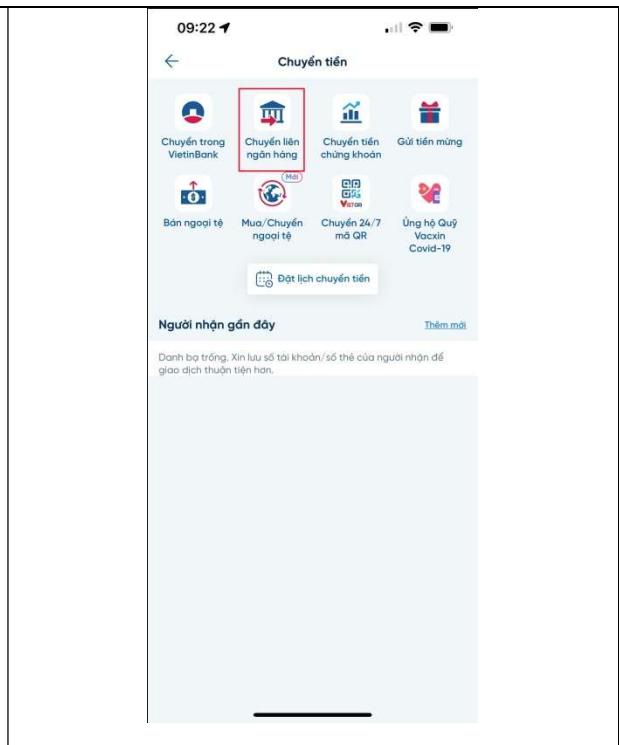 09:22
Chuyển tiền
Chuyển trong
VietinBank
Chuyển liên
ngân hàng
Chuyển tiền
chứng khoán
Gửi tiền mừng
Bán ngoại tệ
Mới
Mua/Chuyển
ngoại tệ
VIETQR
Chuyển 24/7
mã QR
Ủng hộ Quỹ
Vacxin
Covid-19
Đặt lịch chuyển tiền
Người nhận gần đây
Thêm mới
Danh bạ trống. Xin lưu số tài khoản/số thẻ của người nhận để
giao dịch thuận tiện hơn.